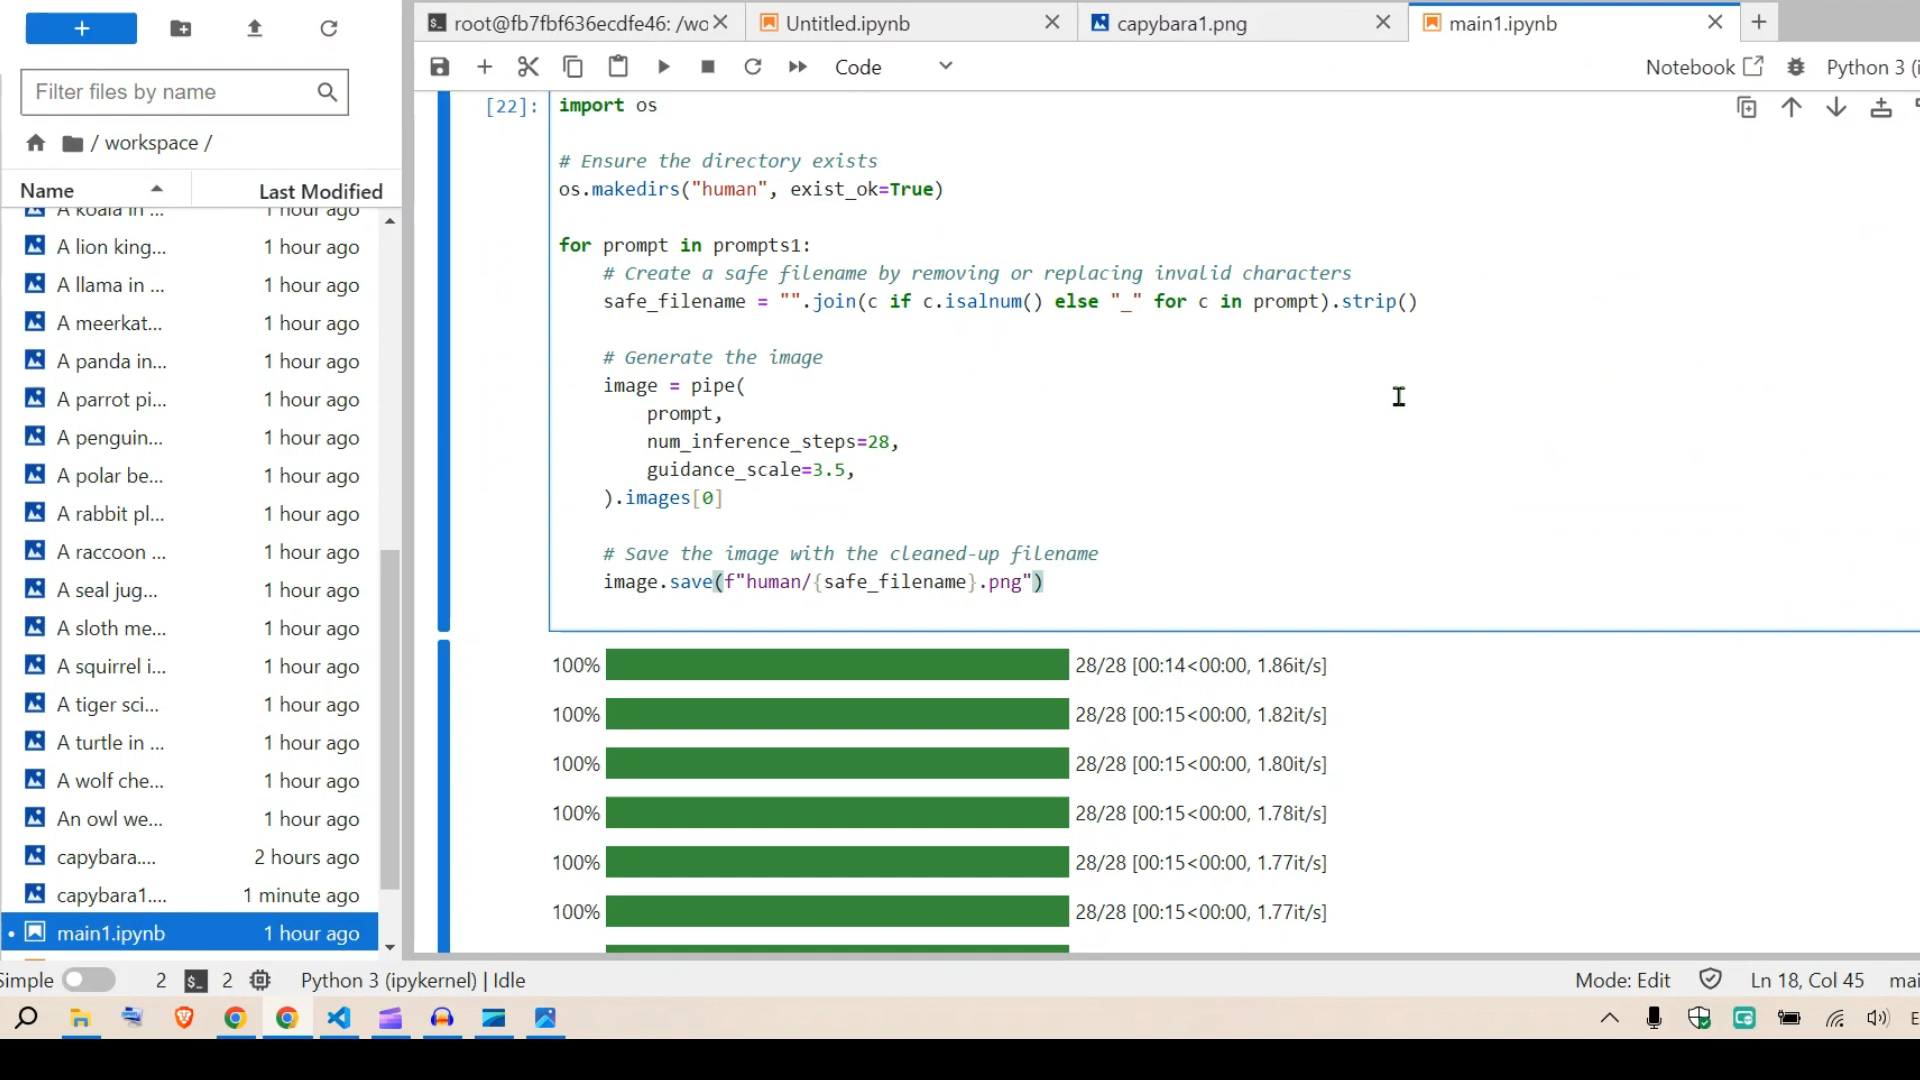 root@fb7fbf636ecdfe46: /wo
Untitled.ipynb
capybara1.png
main1.ipynb
Code
Notebook
Python 3 (i
Filter files by name
/ workspace /
Name
Last Modified
A koala in ... 1 hour ago
A lion king... 1 hour ago
A llama in ... 1 hour ago
A meerkat... 1 hour ago
A panda in... 1 hour ago
A parrot pi... 1 hour ago
A penguin... 1 hour ago
A polar be... 1 hour ago
A rabbit pl... 1 hour ago
A raccoon ... 1 hour ago
A seal jug... 1 hour ago
A sloth me... 1 hour ago
A squirrel i... 1 hour ago
A tiger sci... 1 hour ago
A turtle in ... 1 hour ago
A wolf che... 1 hour ago
An owl we... 1 hour ago
capybara.... 2 hours ago
capybara1.... 1 minute ago
main1.ipynb 1 hour ago
[22]: import os
# Ensure the directory exists
os.makedirs("human", exist_ok=True)
for prompt in prompts1:
# Create a safe filename by removing or replacing invalid characters
safe_filename = "".join(c if c.isalnum() else "_" for c in prompt).strip()
# Generate the image
image = pipe(
prompt,
num_inference_steps=28,
guidance_scale=3.5,
).images[0]
# Save the image with the cleaned-up filename
image.save(f"human/{safe_filename}.png")
100% 28/28 [00:14<00:00, 1.86it/s]
100% 28/28 [00:15<00:00, 1.82it/s]
100% 28/28 [00:15<00:00, 1.80it/s]
100% 28/28 [00:15<00:00, 1.78it/s]
100% 28/28 [00:15<00:00, 1.77it/s]
100% 28/28 [00:15<00:00, 1.77it/s]
Simple 2 2 Python 3 (ipykernel) | Idle
Mode: Edit
Ln 18, Col 45
mai
E